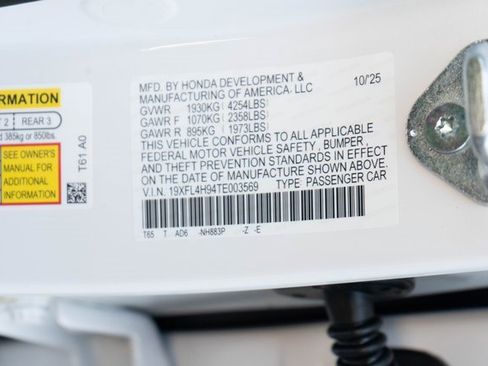 MFD. BY HONDA DEVELOPMENT & 10/25
MANUFACTURING OF AMERICA, LLC
GVWR 1930KG (4254LBS)
GAWR F 1070KG (2358LBS)
GAWR R 895KG (1973LBS)
THIS VEHICLE CONFORMS TO ALL APPLICABLE
FEDERAL MOTOR VEHICLE SAFETY, BUMPER,
AND THEFT PREVENTION STANDARDS IN EFFECT
ON THE DATE OF MANUFACTURE SHOWN ABOVE.
V.I.N. 19XFL4H94TE003569 TYPE: PASSENGER CAR
T65 T AD6 -NH883P -Z -E
RMATION
T 2 REAR 3
d 385kg or 850lbs.
SEE OWNER'S
MANUAL FOR
ADDITIONAL
INFORMATION
T61 A0